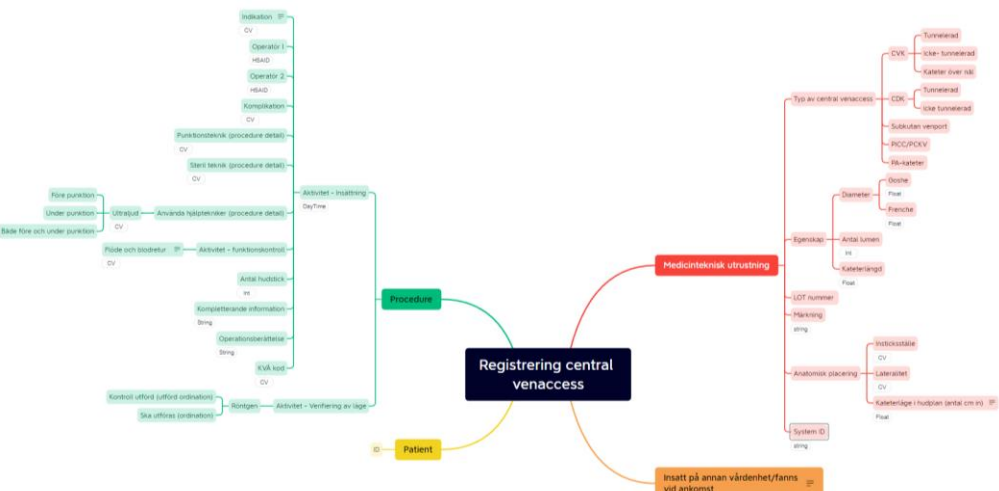 Indikation
CV
Operatör 1
HSAID
Operatör 2
HSAID
Komplikation
CV
Punktionsteknik (procedure detail)
CV
Steril teknik (procedure detail)
CV
Aktivitet - Insättning
DayTime
Före punktion
Under punktion
Både före och under punktion
Ultraljud
CV
Använda hjälptekniker (procedure detail)
Flöde och blodretur
CV
Aktivitet - funktionskontroll
Antal hudstick
Int
Kompletterande information
String
Operationsberättelse
String
KVÅ kod
CV
Procedure
Kontroll utförd (utförd ordination)
Ska utföras (ordination)
Röntgen
Aktivitet - Verifiering av läge
ID
Patient
Registrering central
venaccess
Medicinteknisk utrustning
Typ av central venaccess
CVK
Tunnelerad
Icke- tunnelerad
Kateter över nål
CDK
Tunnelerad
Icke tunnelerad
Subkutan venport
PICC/PCKV
PA-kateter
Egenskap
Diameter
Goshe
Float
Frenche
Float
Antal lumen
Int
Kateterlängd
Float
LOT nummer
Märkning
string
Anatomisk placering
Insticksställe
CV
Lateralitet
CV
Kateterläge i hudplan (antal cm in)
Float
System ID
string
Insatt på annan vårdenhet/fanns
vid ankomst